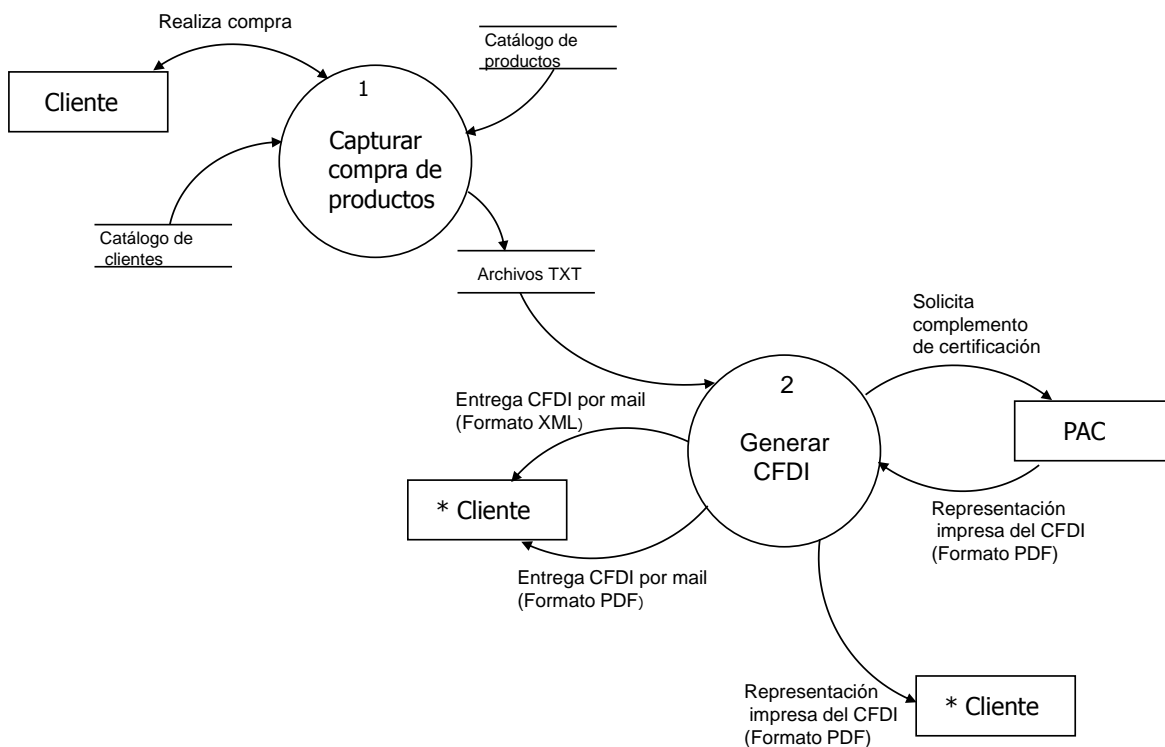 Realiza compra
Catálogo de
productos
Cliente
1
Capturar
compra de
productos
Catálogo de
clientes
Archivos TXT
Solicita
complemento
de certificación
2
Generar
CFDI
PAC
Entrega CFDI por mail
(Formato XML)
* Cliente
Entrega CFDI por mail
(Formato PDF)
Representación
impresa del CFDI
(Formato PDF)
Representación
impresa del CFDI
(Formato PDF)
* Cliente